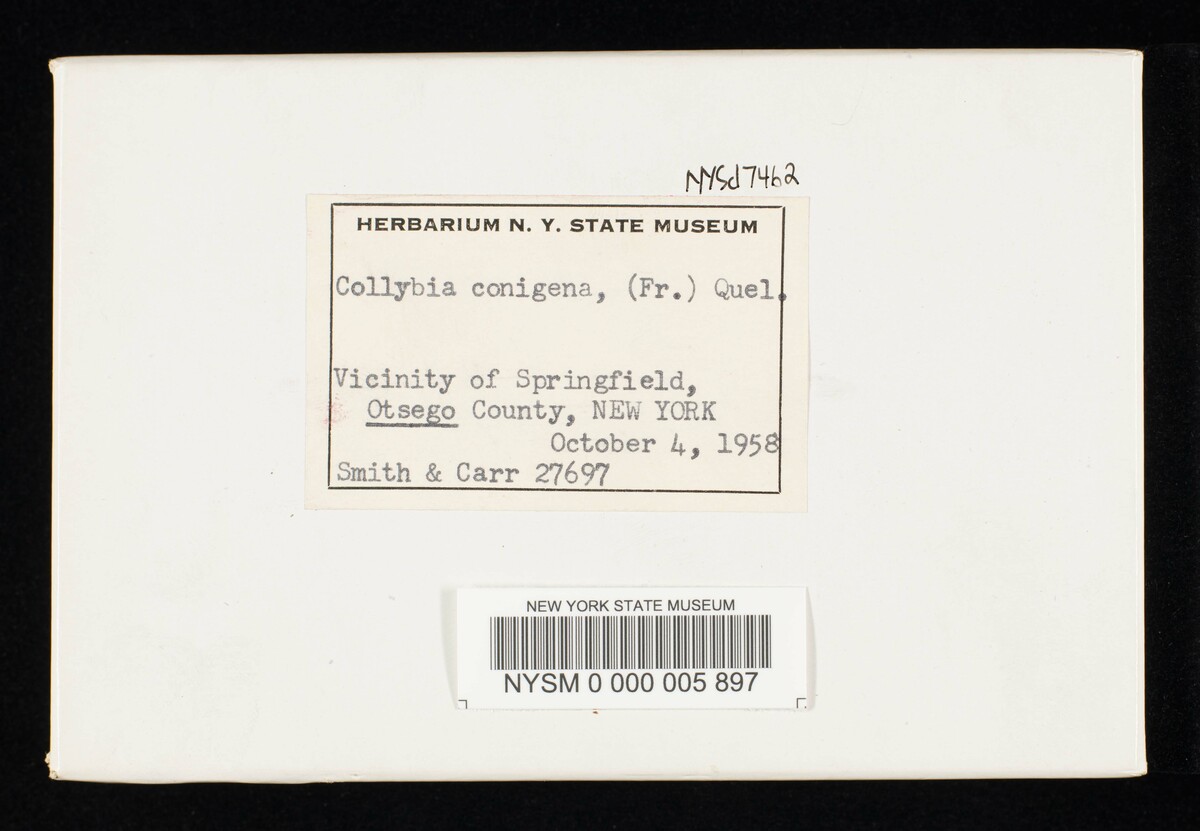 NYSd7462
HERBARIUM N. Y. STATE MUSEUM
Collybia conigena, (Fr.) Quel.
Vicinity of Springfield,
Otsego County, NEW YORK
October 4, 1958
Smith & Carr 27697
NEW YORK STATE MUSEUM
NYSM 0 000 005 897